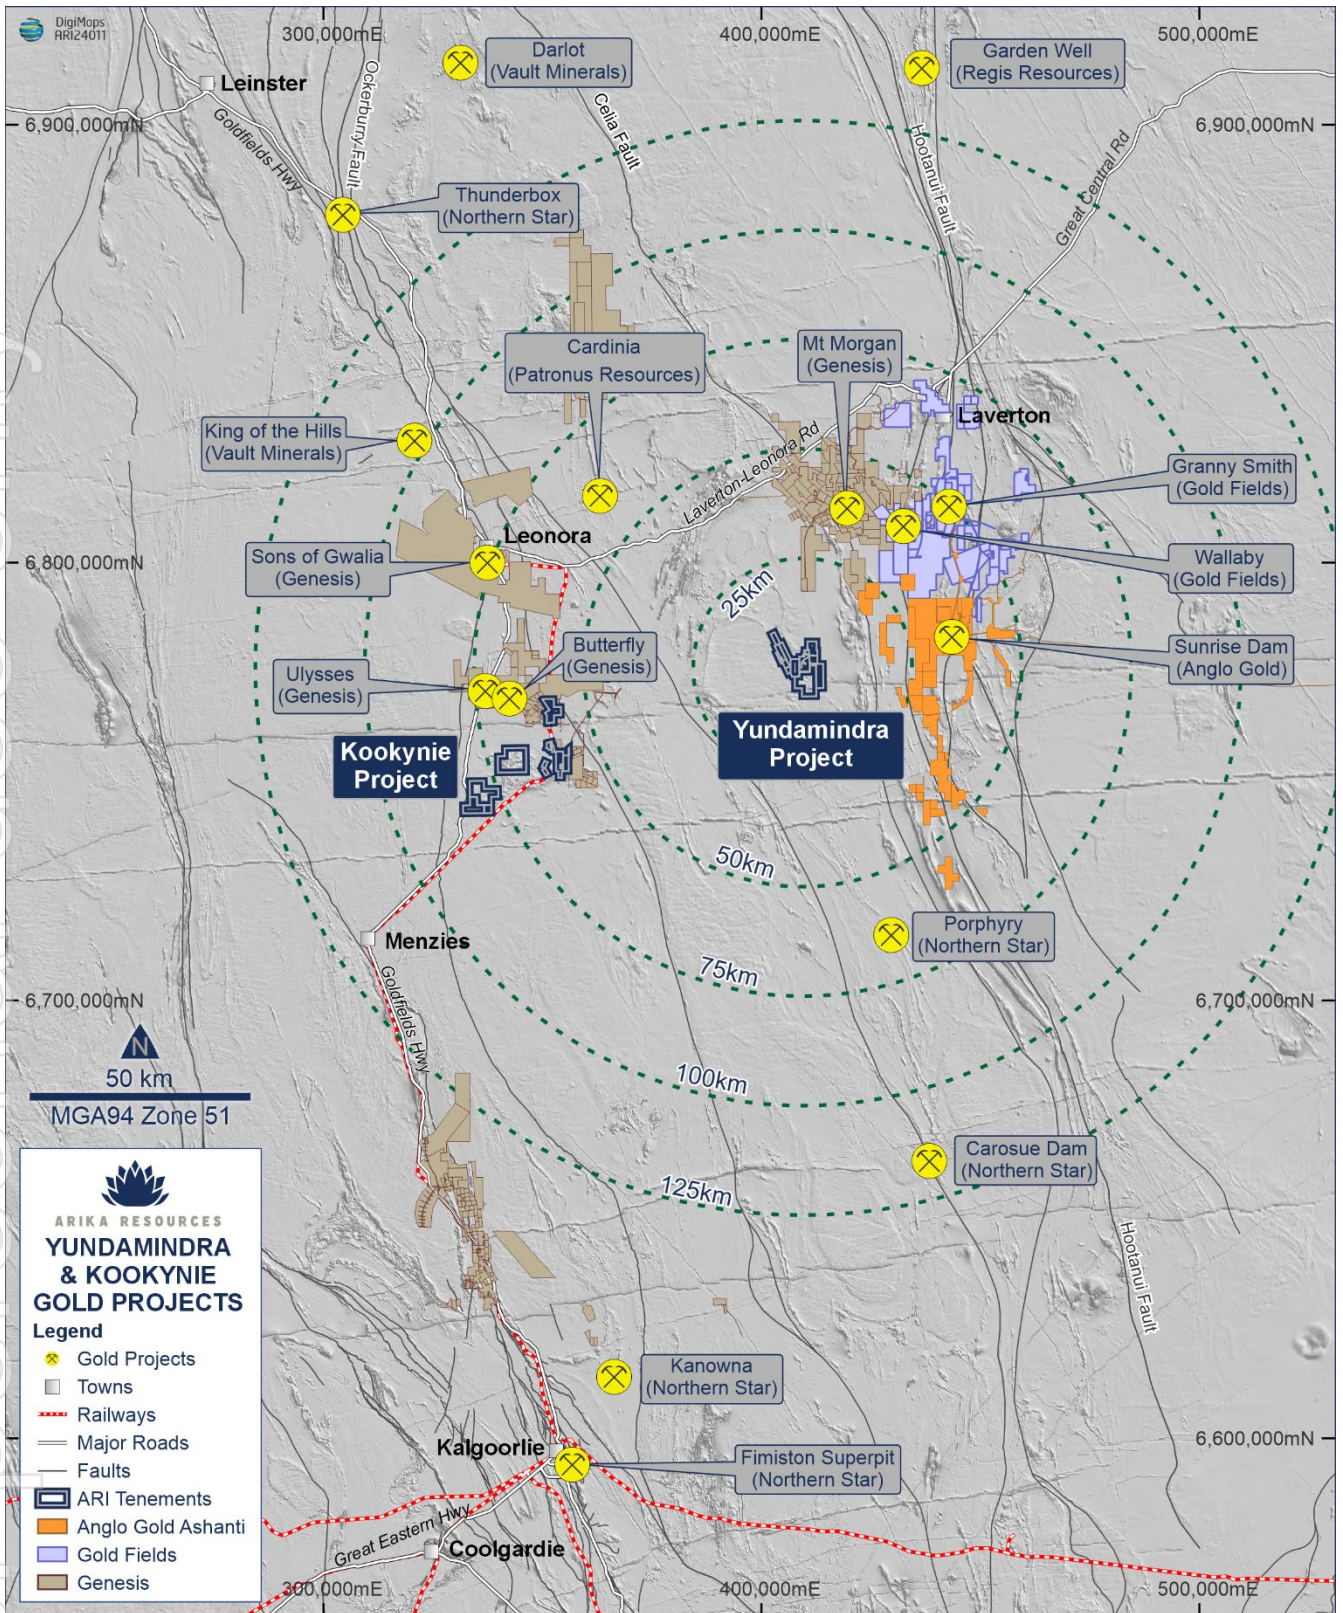 DigiMaps
ARI24011
300,000mE
400,000mE
500,000mE
Darlot
(Vault Minerals)
Garden Well
(Regis Resources)
Leinster
6,900,000mN
6,900,000mN
Goldfields Hwy
Ockerburry Fault
Celia Fault
Hootanui Fault
Great Central Rd
Thunderbox
(Northern Star)
Cardinia
(Patronus Resources)
Mt Morgan
(Genesis)
Laverton
King of the Hills
(Vault Minerals)
Laverton-Leonora Rd
Granny Smith
(Gold Fields)
Leonora
Sons of Gwalia
(Genesis)
6,800,000mN
Wallaby
(Gold Fields)
25km
Butterfly
(Genesis)
Sunrise Dam
(Anglo Gold)
Ulysses
(Genesis)
Kookynie
Project
Yundamindra
Project
50km
Menzies
Porphyry
(Northern Star)
75km
Goldfields Hwy
6,700,000mN
6,700,000mN
N
50 km
MGA94 Zone 51
100km
Carosue Dam
(Northern Star)
125km
Hootanui Fault
ARIKA RESOURCES
YUNDAMINDRA
& KOOKYNIE
GOLD PROJECTS
Legend
Gold Projects
Towns
Railways
Major Roads
Faults
ARI Tenements
Anglo Gold Ashanti
Gold Fields
Genesis
Kanowna
(Northern Star)
Kalgoorlie
6,600,000mN
Fimiston Superpit
(Northern Star)
Great Eastern Hwy
Coolgardie
300,000mE
400,000mE
500,000mE